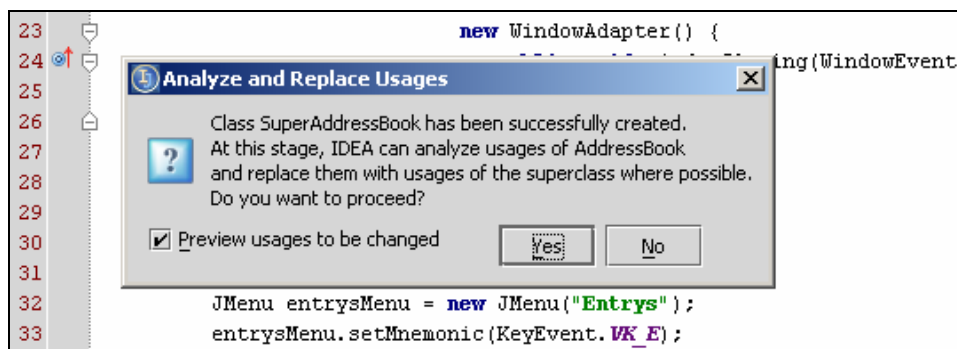 23 new WindowAdapter() {
24 ing(WindowEvent
Analyze and Replace Usages
25
26 Class SuperAddressBook has been successfully created.
27 At this stage, IDEA can analyze usages of AddressBook
28 and replace them with usages of the superclass where possible.
29 Do you want to proceed?
30 Preview usages to be changed Yes No
31
32 JMenu entrysMenu = new JMenu("Entrys");
33 entrysMenu.setMnemonic(KeyEvent.VK_E);